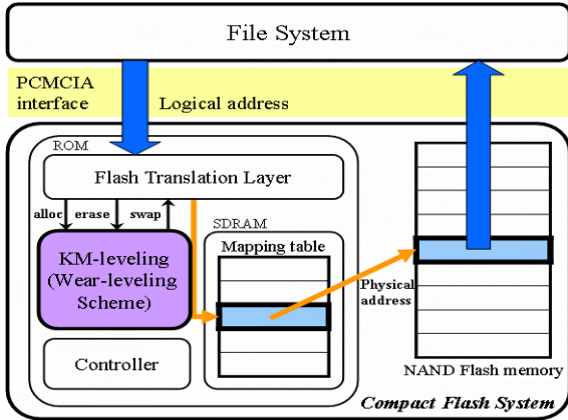 File System
PCMCIA
interface
Logical address
ROM
Flash Translation Layer
alloc
erase
swap
SDRAM
KM-leveling
(Wear-leveling
Scheme)
Mapping table
Physical
address
Controller
NAND Flash memory
Compact Flash System